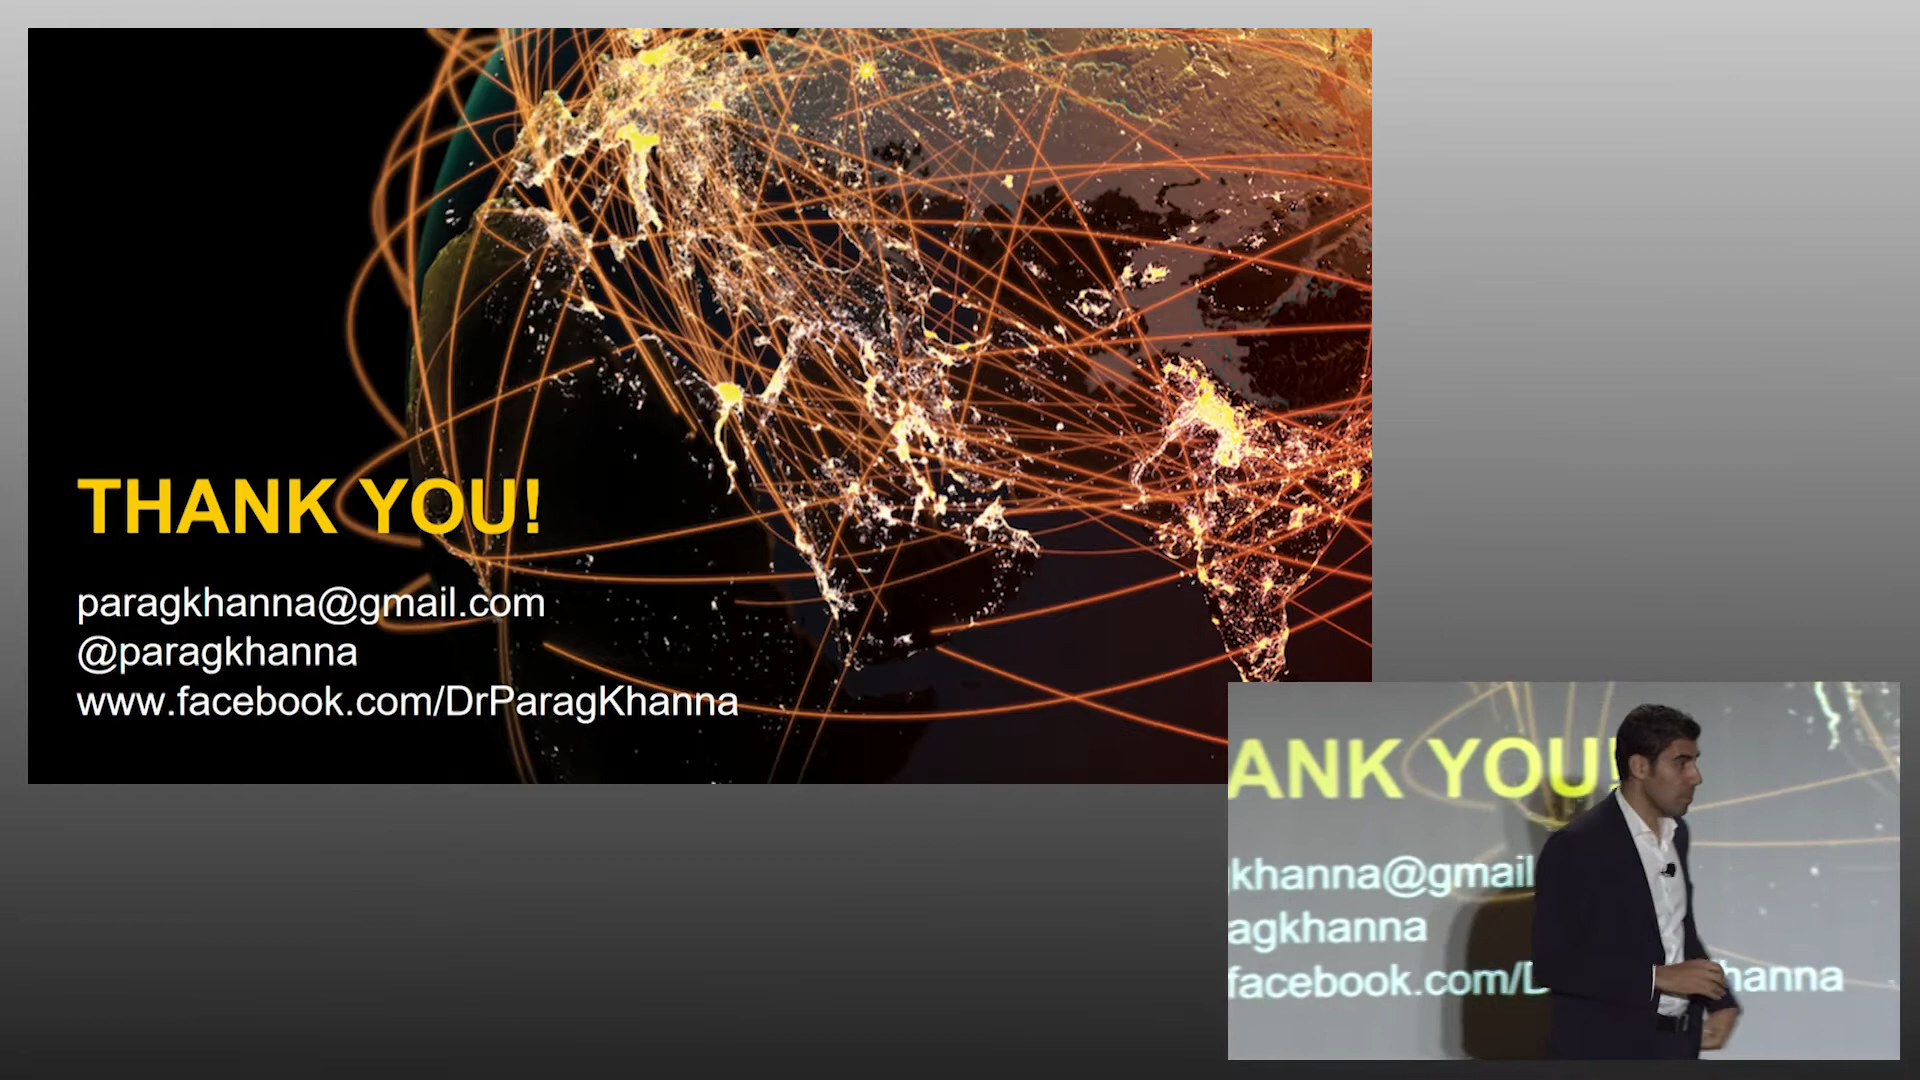 THANK YOU!
paragkhanna@gmail.com
@paragkhanna
www.facebook.com/DrParagKhanna
ANK YOU!
khanna@gmail
agkhanna
facebook.com/D hanna